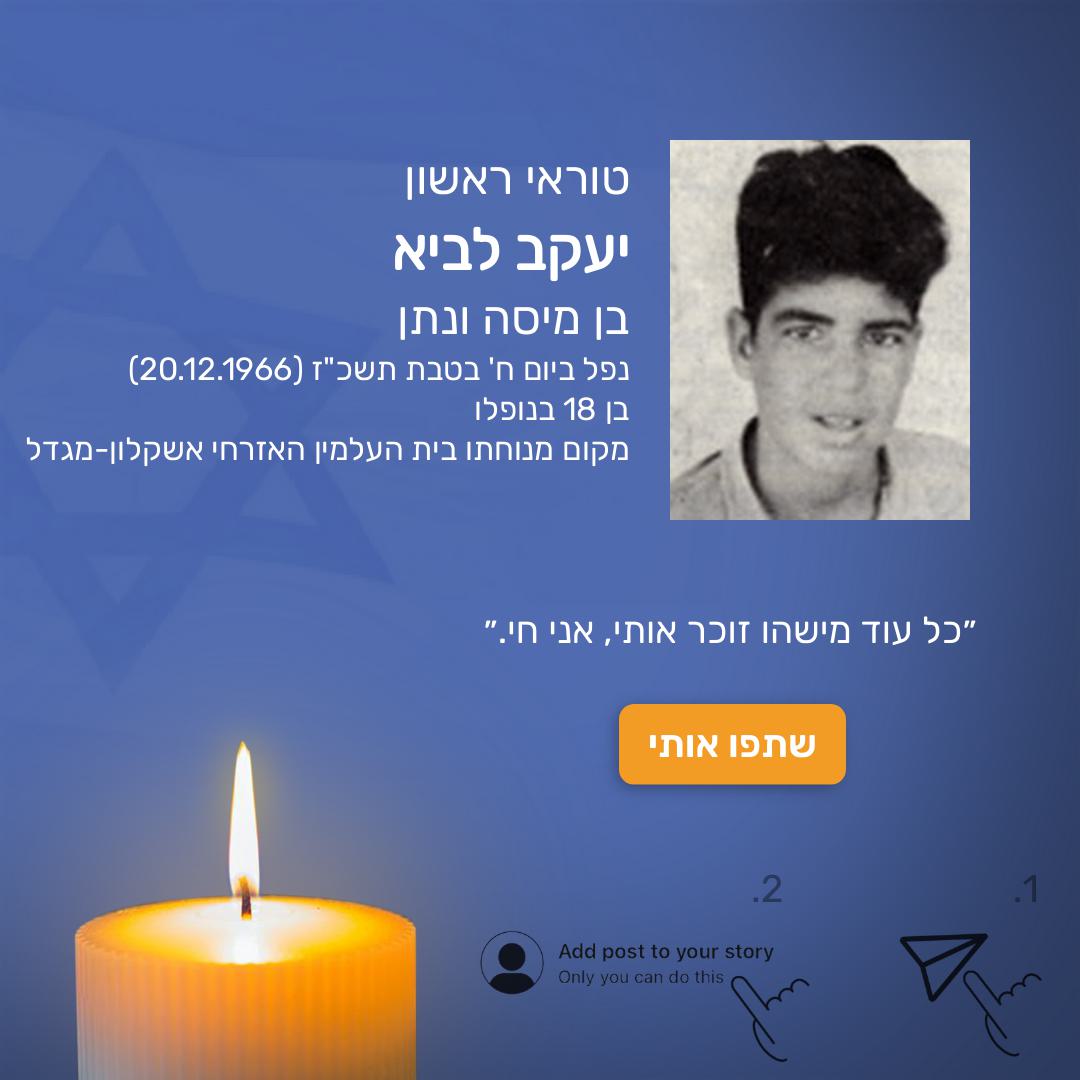 טוראי ראשון
יעקב לביא
בן מיסה ונתן
נפל ביום ח' בטבת תשכ"ז (20.12.1966)
בן 18 בנופלו
מקום מנוחתו בית העלמין האזרחי אשקלון-מגדל
״כל עוד מישהו זוכר אותי, אני חי.״
שתפו אותי
1.
2.
Add post to your story
Only you can do this